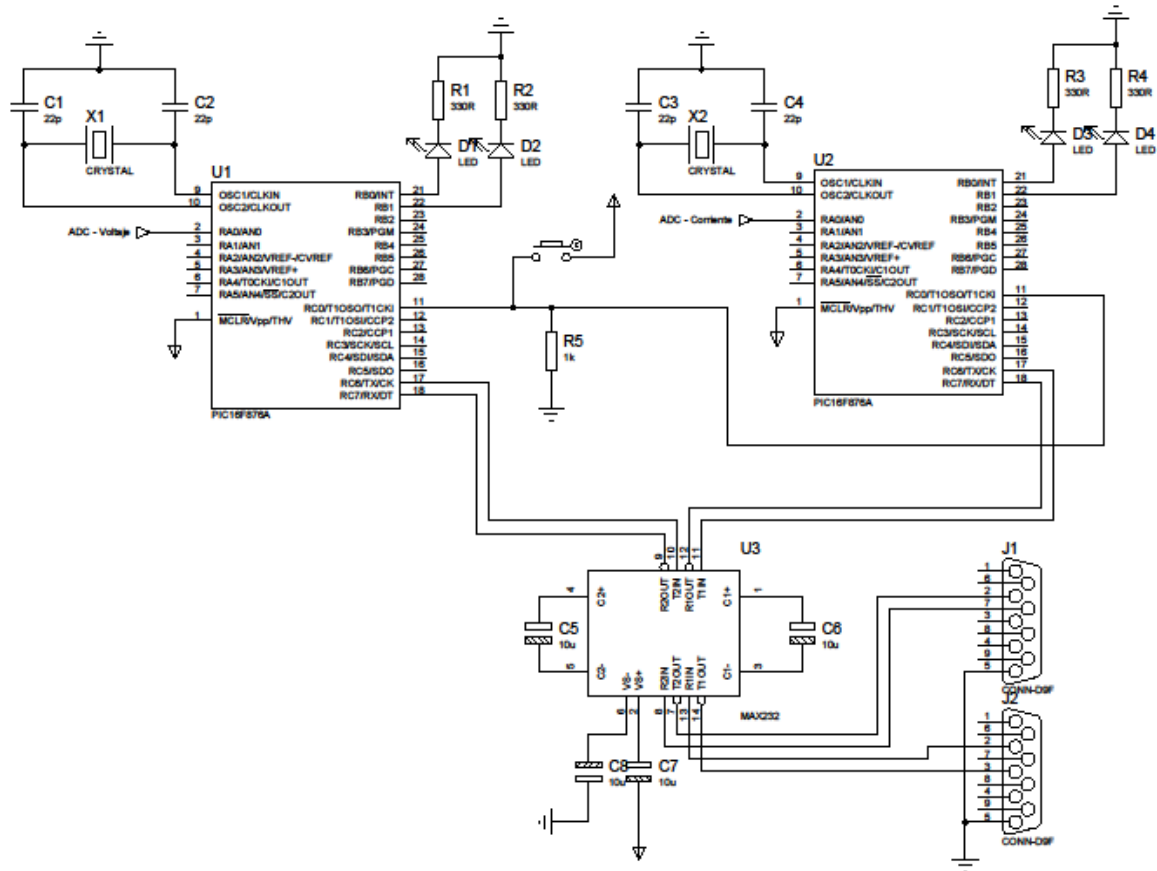 C1
22p
C2
22p
X1
CRYSTAL
R1
330R
R2
330R
D1
LED
D2
LED
U1
9 OSC1/CLKIN
10 OSC2/CLKOUT
ADC - Voltaje
2 RA0/AN0
3 RA1/AN1
4 RA2/AN2/VREF-/CVREF
5 RA3/AN3/VREF+
6 RA4/T0CKI/C1OUT
7 RA5/AN4/SS/C2OUT
1 MCLR/Vpp/THV
RB0/INT 21
RB1 22
RB2 23
RB3/PGM 24
RB4 25
RB5 26
RB6/PGC 27
RB7/PGD 28
RC0/T1OSO/T1CKI 11
RC1/T1OSI/CCP2 12
RC2/CCP1 13
RC3/SCK/SCL 14
RC4/SDI/SDA 15
RC5/SDO 16
RC6/TX/CK 17
RC7/RX/DT 18
PIC16F876A
R5
1k
C3
22p
C4
22p
X2
CRYSTAL
R3
330R
R4
330R
D3
LED
D4
LED
U2
9 OSC1/CLKIN
10 OSC2/CLKOUT
ADC - Corriente
2 RA0/AN0
3 RA1/AN1
4 RA2/AN2/VREF-/CVREF
5 RA3/AN3/VREF+
6 RA4/T0CKI/C1OUT
7 RA5/AN4/SS/C2OUT
1 MCLR/Vpp/THV
RB0/INT 21
RB1 22
RB2 23
RB3/PGM 24
RB4 25
RB5 26
RB6/PGC 27
RB7/PGD 28
RC0/T1OSO/T1CKI 11
RC1/T1OSI/CCP2 12
RC2/CCP1 13
RC3/SCK/SCL 14
RC4/SDI/SDA 15
RC5/SDO 16
RC6/TX/CK 17
RC7/RX/DT 18
PIC16F876A
U3
9 R2OUT
10 T2IN
12 R1OUT
11 T1IN
4 C2+
5 C2-
C1+ 1
C1- 3
VS- 6
VS+ 2
R2IN 8
T2OUT 7
R1IN 13
T1OUT 14
MAX232
C5
10u
C6
10u
C8
10u
C7
10u
J1
1
6
2
7
3
8
4
9
5
CONN-D9F
J2
1
6
2
7
3
8
4
9
5
CONN-D9F